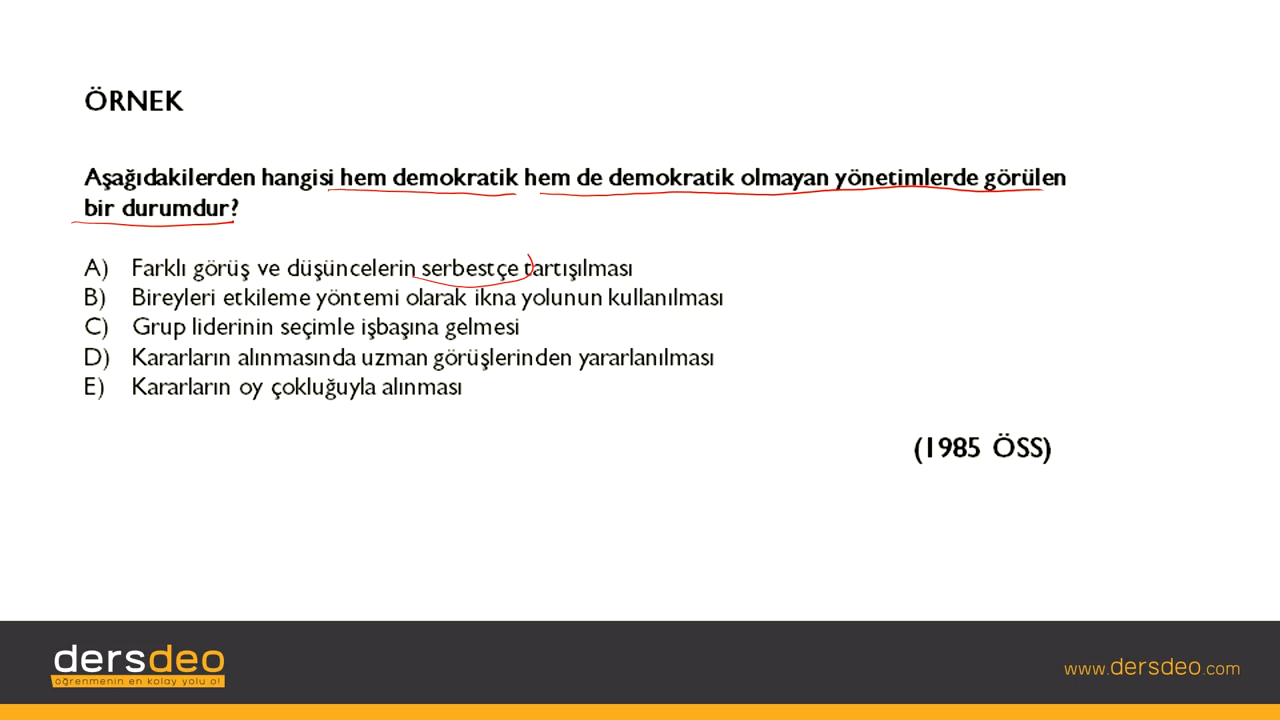 ÖRNEK
Aşağıdakilerden hangisi hem demokratik hem de demokratik olmayan yönetimlerde görülen
bir durumdur?
A) Farklı görüş ve düşüncelerin serbestçe tartışılması
B) Bireyleri etkileme yöntemi olarak ikna yolunun kullanılması
C) Grup liderinin seçimle işbaşına gelmesi
D) Kararların alınmasında uzman görüşlerinden yararlanılması
E) Kararların oy çokluğuyla alınması
(1985 ÖSS)
dersdeo
öğrenmenin en kolay yolu o!
www.dersdeo.com